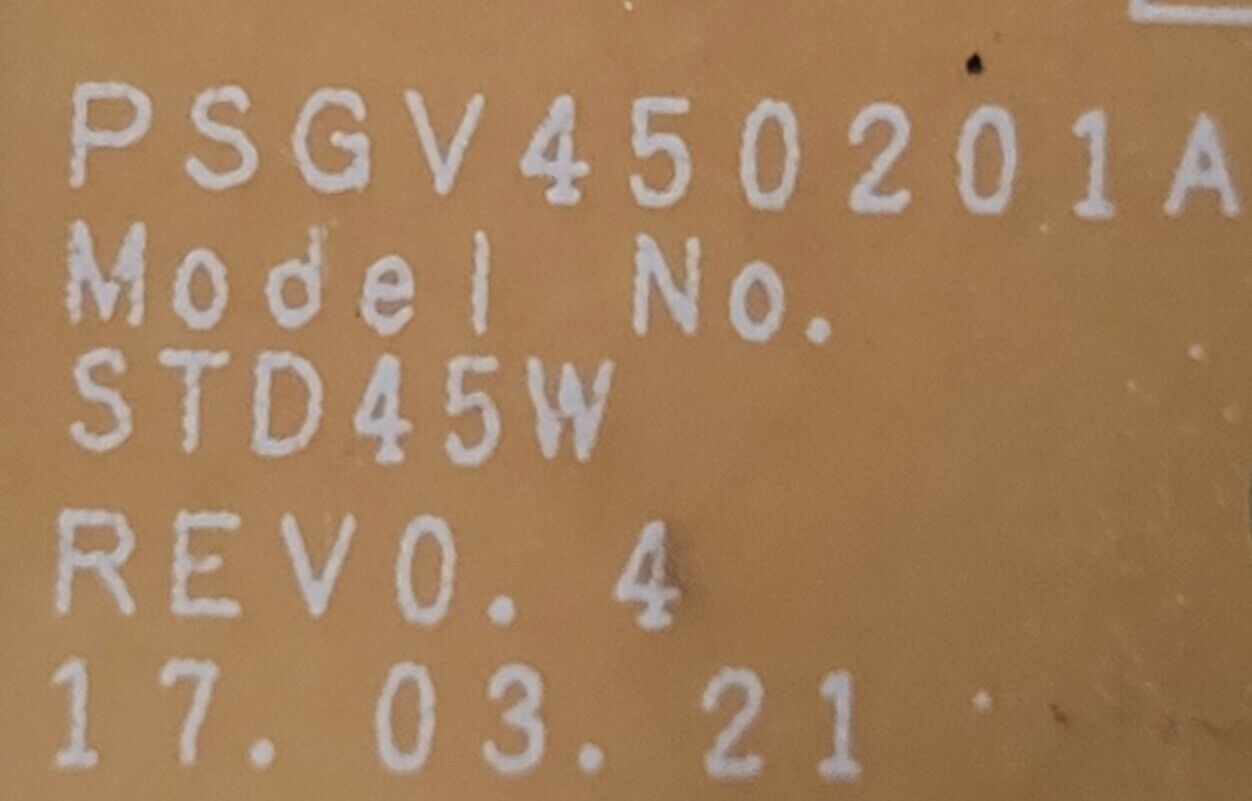 PSGV450201A
Model No.
STD45W
REV0.4
17.03.21